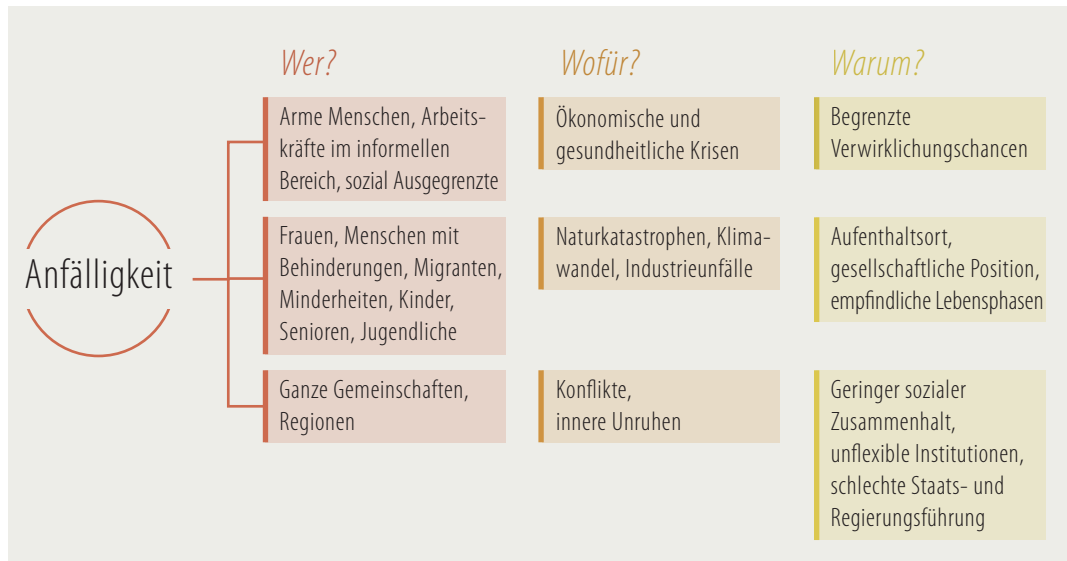 Wer?
Arme Menschen, Arbeits-
kräfte im informellen
Bereich, sozial Ausgegrenzte
Wofür?
Ökonomische und
gesundheitliche Krisen
Warum?
Begrenzte
Verwirklichungschancen
Anfälligkeit
Frauen, Menschen mit
Behinderungen, Migranten,
Minderheiten, Kinder,
Senioren, Jugendliche
Naturkatastrophen, Klima-
wandel, Industrieunfälle
Aufenthaltsort,
gesellschaftliche Position,
empfindliche Lebensphasen
Ganze Gemeinschaften,
Regionen
Konflikte,
innere Unruhen
Geringer sozialer
Zusammenhalt,
unflexible Institutionen,
schlechte Staats- und
Regierungsführung